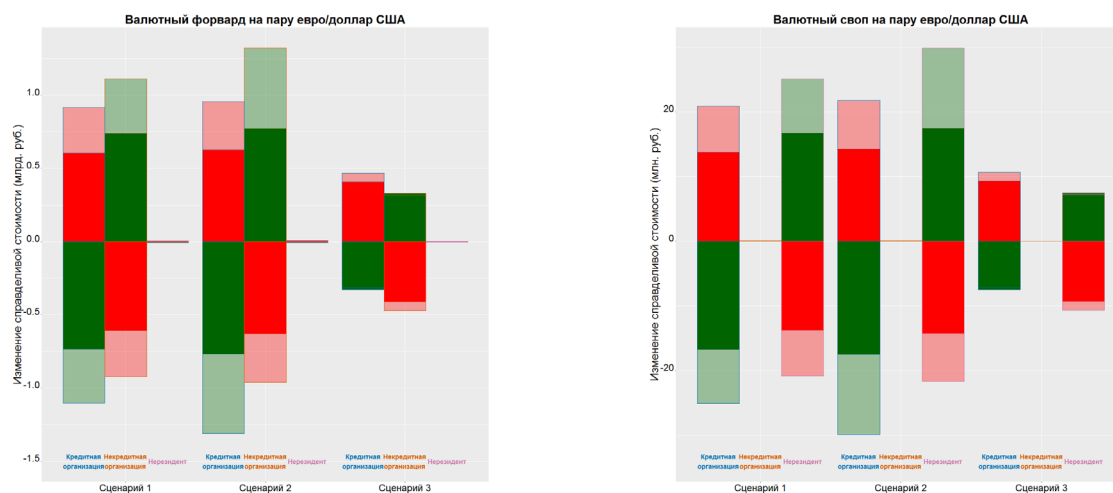 Валютный форвард на пару евро/доллар США
Изменение справделивой стоимости (млрд. руб.)
1.0
0.5
0.0
-0.5
-1.0
-1.5
Кредитная Некредитная Нерезидент
организация организация
Кредитная Некредитная Нерезидент
организация организация
Кредитная Некредитная Нерезидент
организация организация
Сценарий 1 Сценарий 2 Сценарий 3
Валютный своп на пару евро/доллар США
Изменение справделивой стоимости (млн. руб.)
20
0
-20
Кредитная Некредитная Нерезидент
организация организация
Кредитная Некредитная Нерезидент
организация организация
Кредитная Некредитная Нерезидент
организация организация
Сценарий 1 Сценарий 2 Сценарий 3